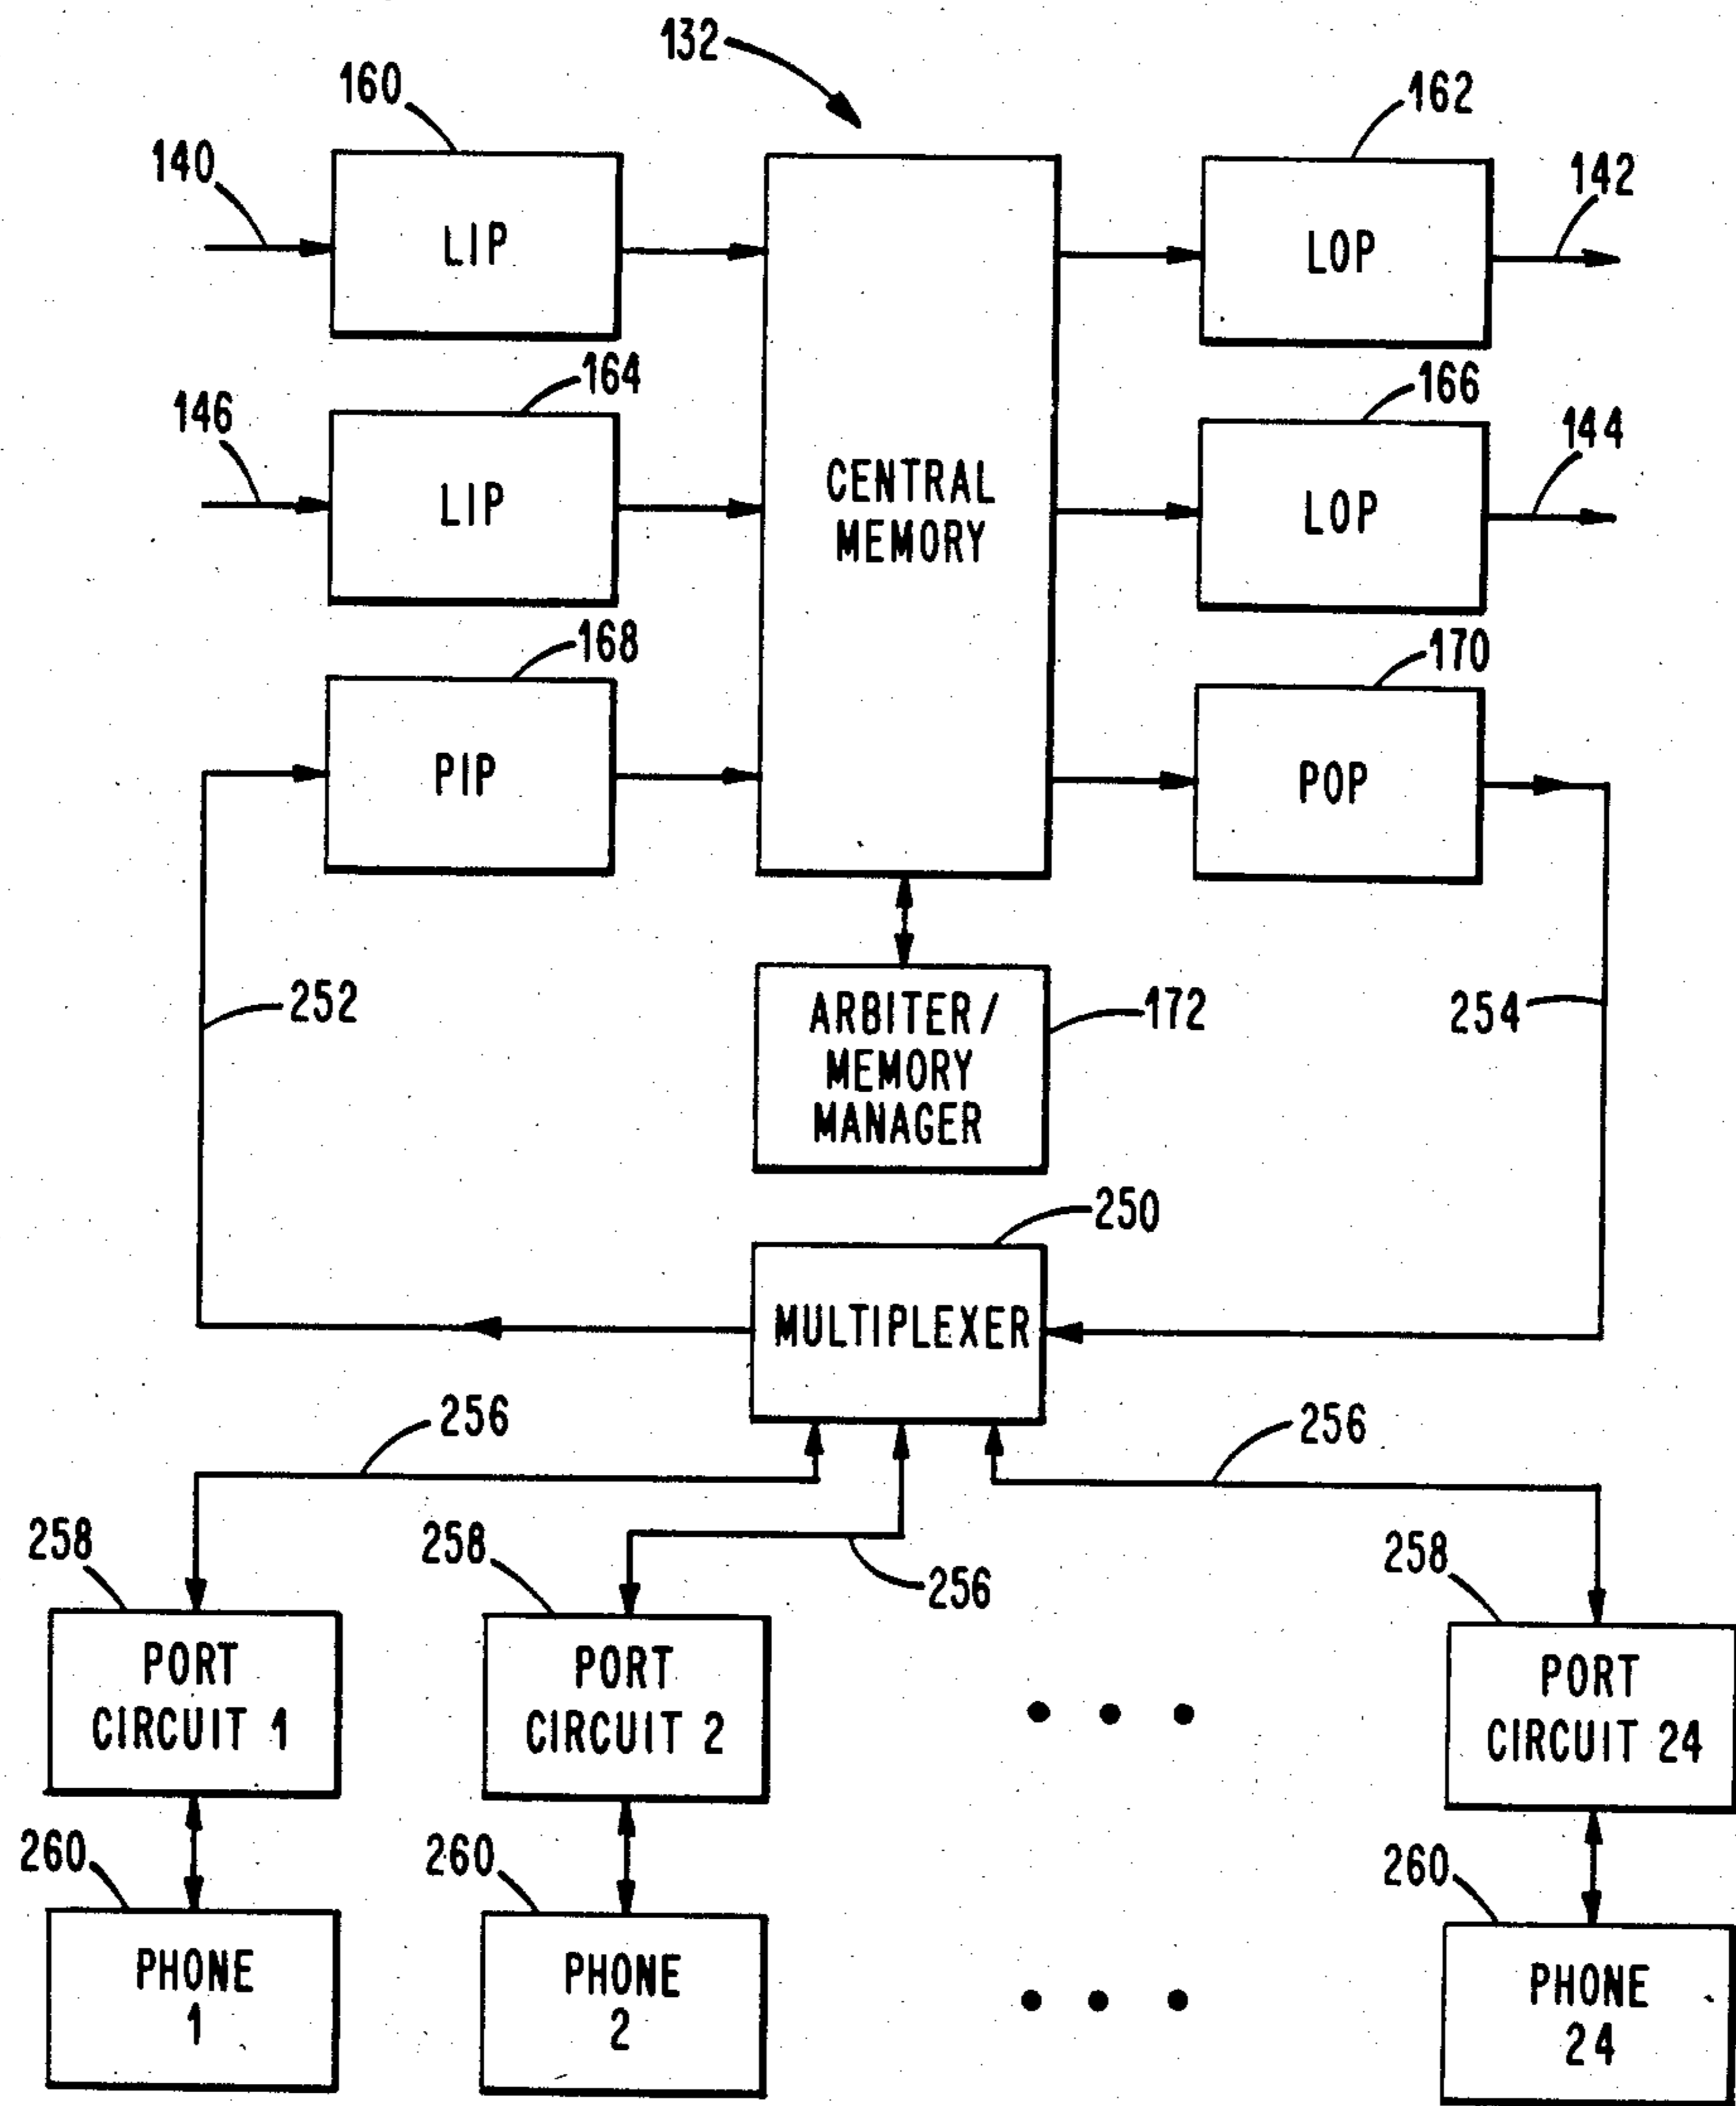 132
160
162
140
142
LIP
LOP
164
166
146
144
LIP
CENTRAL
MEMORY
LOP
168
170
PIP
POP
252
ARBITER/
MEMORY
MANAGER
172
254
250
MULTIPLEXER
256
256
258
258
256
258
PORT
CIRCUIT 1
PORT
CIRCUIT 2
PORT
CIRCUIT 24
260
260
260
PHONE
1
PHONE
2
PHONE
24